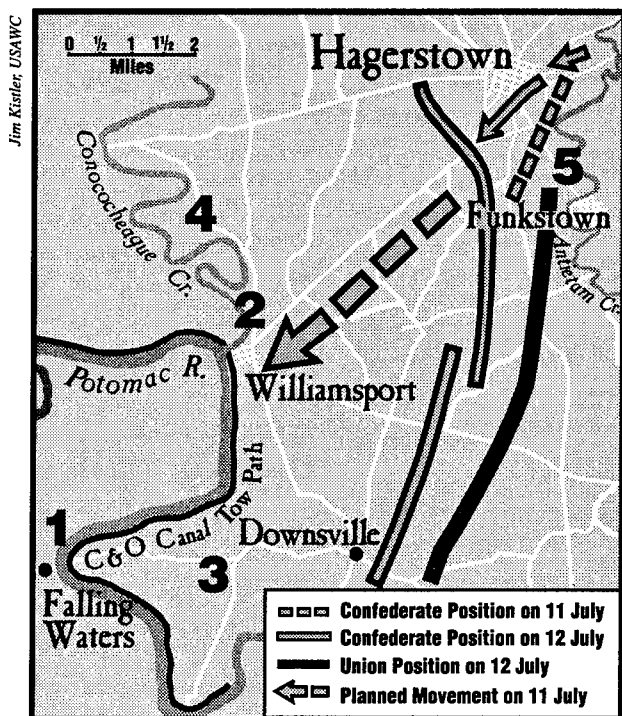 Jim Kistler, USAWC
0 ½ 1 1½ 2
Miles
Hagerstown
Conococheague Cr.
4
5
Funkstown
Antietam Cr.
2
Potomac R.
Williamsport
1
C&O Canal Tow Path
Downsville
3
Falling
Waters
Confederate Position on 11 July
Confederate Position on 12 July
Union Position on 12 July
Planned Movement on 11 July